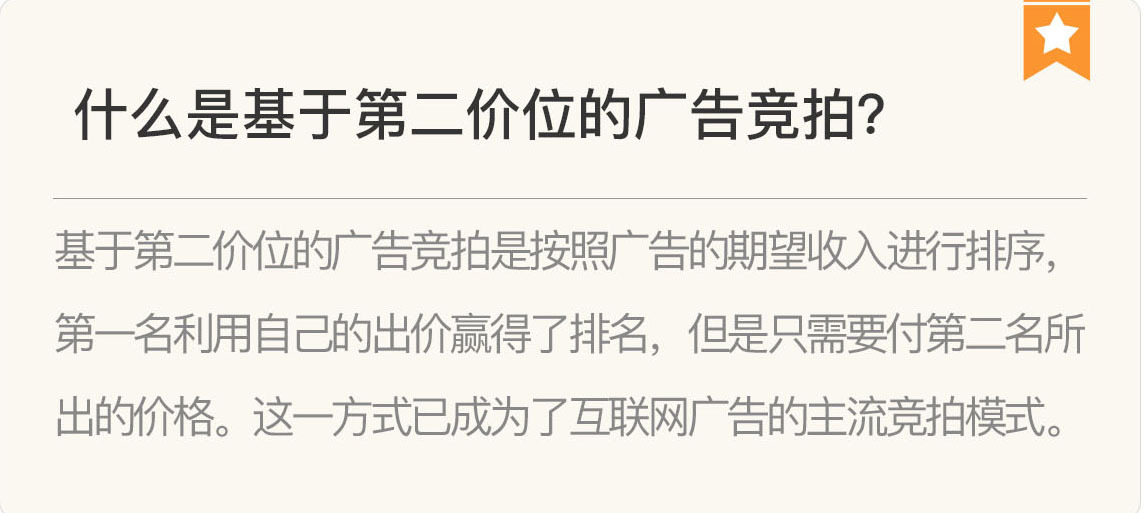 什么是基于第二价位的广告竞拍?
基于第二价位的广告竞拍是按照广告的期望收入进行排序，
第一名利用自己的出价赢得了排名，但是只需要付第二名所
出的价格。这一方式已成为了互联网广告的主流竞拍模式。